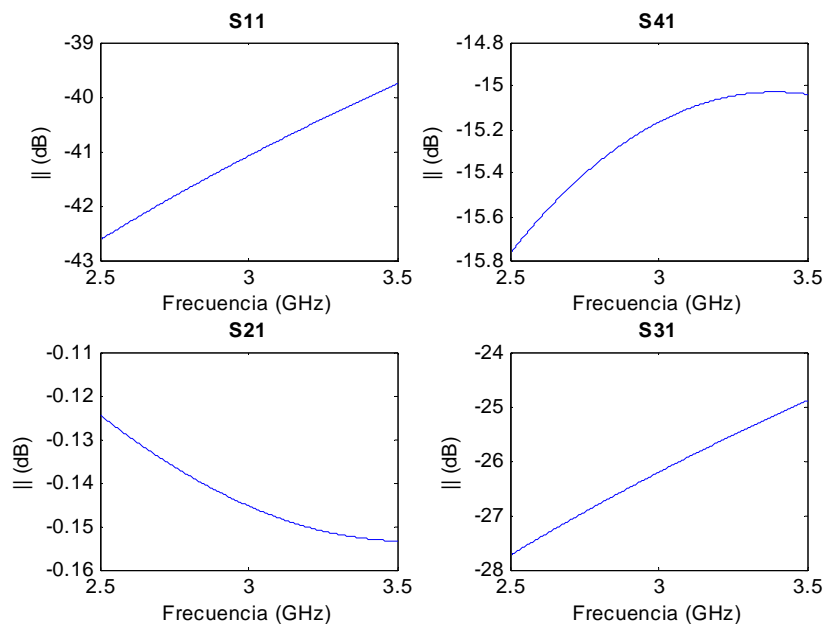 S11
-39
-40
-41
-42
-43
|| (dB)
2.5
3
3.5
Frecuencia (GHz)
S41
-14.8
-15
-15.2
-15.4
-15.6
-15.8
|| (dB)
2.5
3
3.5
Frecuencia (GHz)
S21
-0.11
-0.12
-0.13
-0.14
-0.15
-0.16
|| (dB)
2.5
3
3.5
Frecuencia (GHz)
S31
-24
-25
-26
-27
-28
|| (dB)
2.5
3
3.5
Frecuencia (GHz)